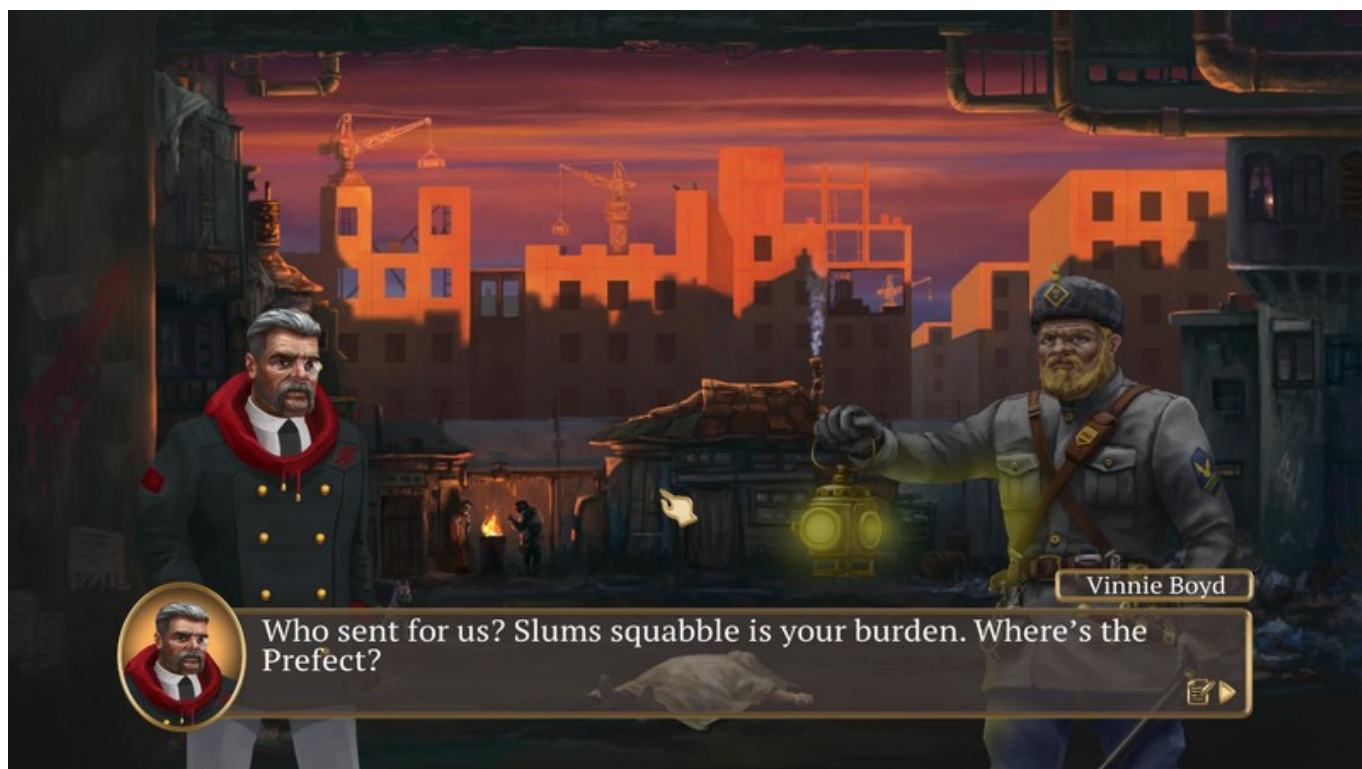 Vinnie Boyd
Who sent for us? Slums squabble is your burden. Where’s the
Prefect?